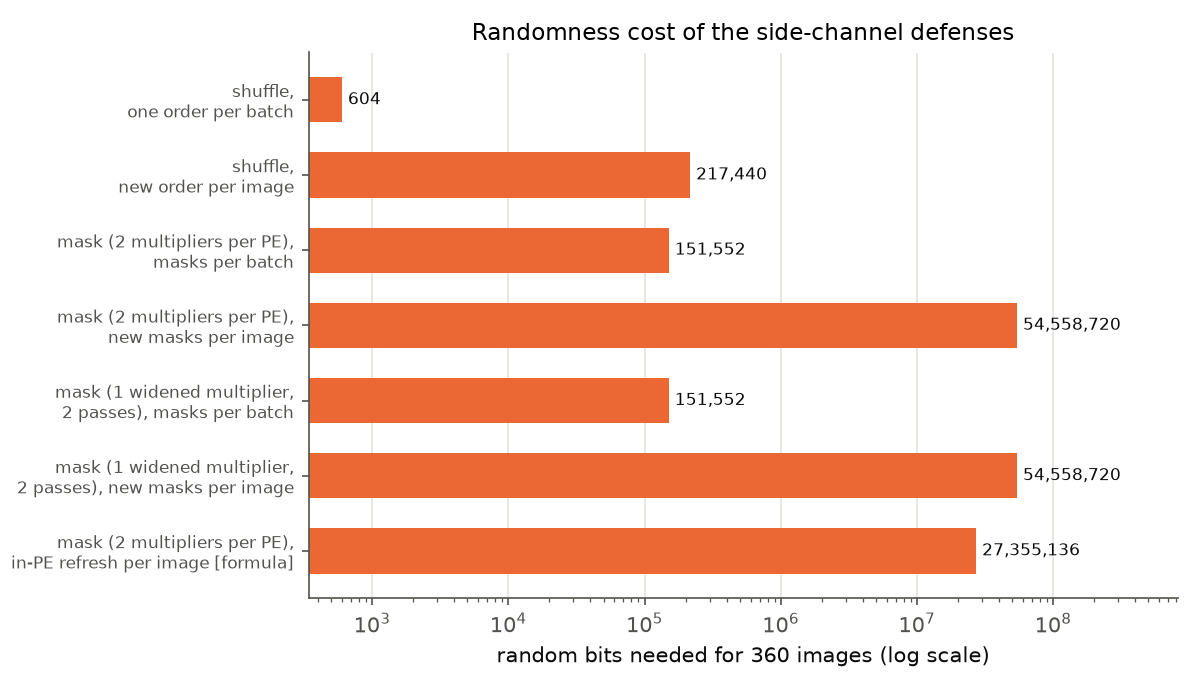 Randomness cost of the side-channel defenses
shuffle,
one order per batch
604
shuffle,
new order per image
217,440
mask (2 multipliers per PE),
masks per batch
151,552
mask (2 multipliers per PE),
new masks per image
54,558,720
mask (1 widened multiplier,
2 passes), masks per batch
151,552
mask (1 widened multiplier,
2 passes), new masks per image
54,558,720
mask (2 multipliers per PE),
in-PE refresh per image [formula]
27,355,136
10³ 10⁴ 10⁵ 10⁶ 10⁷ 10⁸
random bits needed for 360 images (log scale)